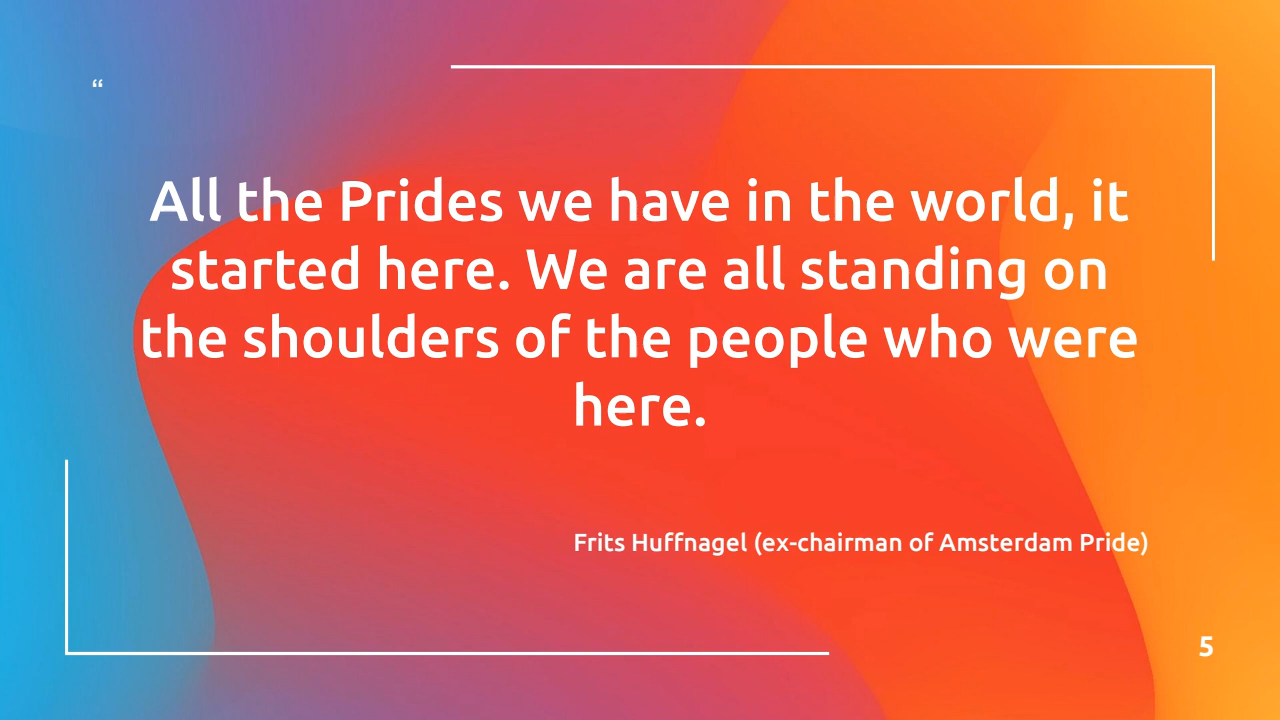 “
All the Prides we have in the world, it
started here. We are all standing on
the shoulders of the people who were
here.
Frits Huffnagel (ex-chairman of Amsterdam Pride)
5